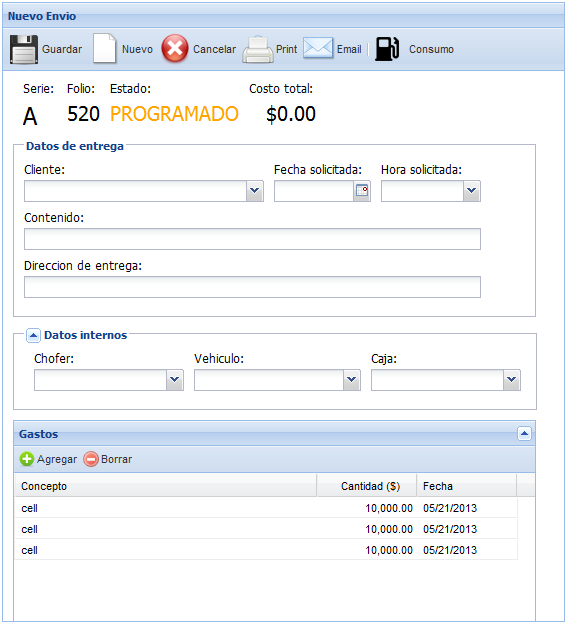 Nuevo Envio
Guardar Nuevo Cancelar Print Email Consumo
Serie: Folio: Estado: Costo total:
A 520 PROGRAMADO $0.00
Datos de entrega
Cliente: Fecha solicitada: Hora solicitada:
Contenido:
Direccion de entrega:
Datos internos
Chofer: Vehiculo: Caja:
Gastos
Agregar Borrar
Concepto Cantidad ($) Fecha
cell 10,000.00 05/21/2013
cell 10,000.00 05/21/2013
cell 10,000.00 05/21/2013